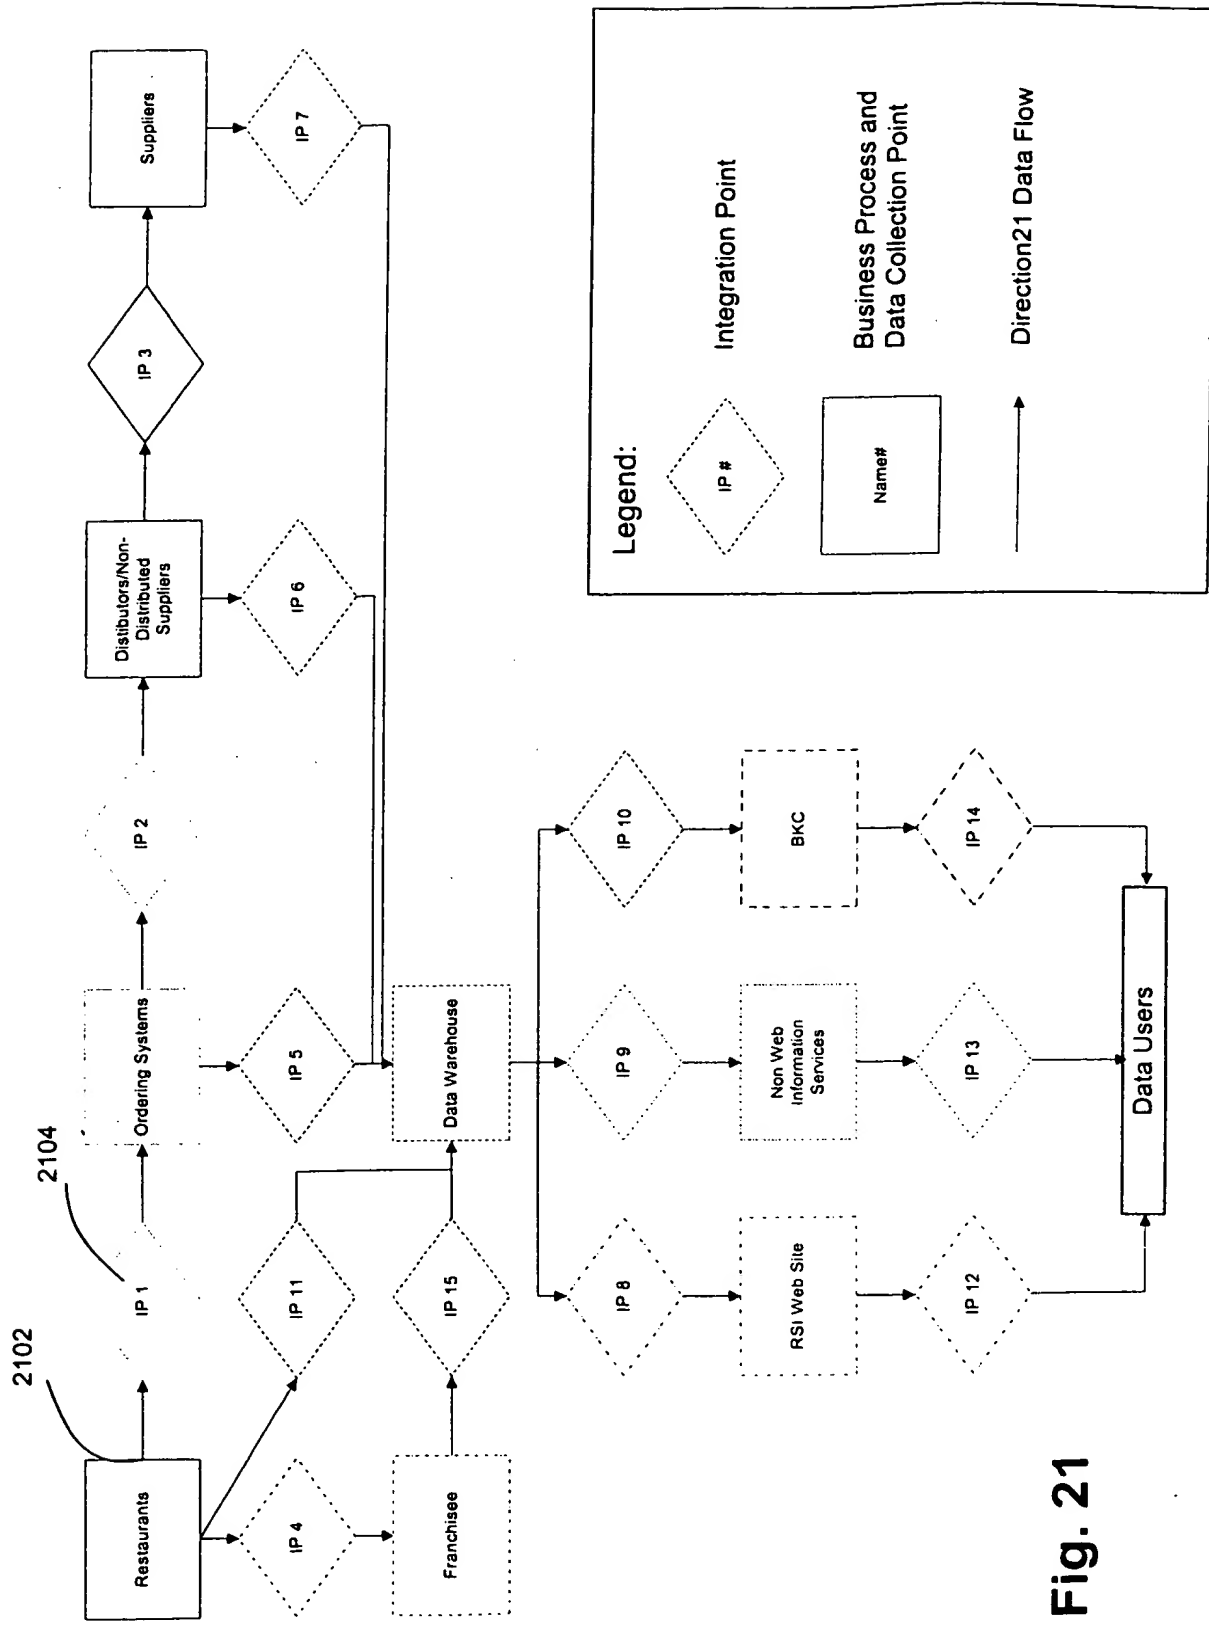 2102
2104
Restaurants
IP 1
Ordering Systems
IP 2
Distibutors/Non-
Distributed
Suppliers
IP 3
Suppliers
IP 4
IP 11
IP 5
IP 6
IP 7
Franchisee
IP 15
Data Warehouse
IP 8
IP 9
IP 10
RSI Web Site
Non Web
Information
Services
BKC
IP 12
IP 13
IP 14
Data Users
Legend:
IP #
Integration Point
Name#
Business Process and
Data Collection Point
Direction21 Data Flow
Fig. 21